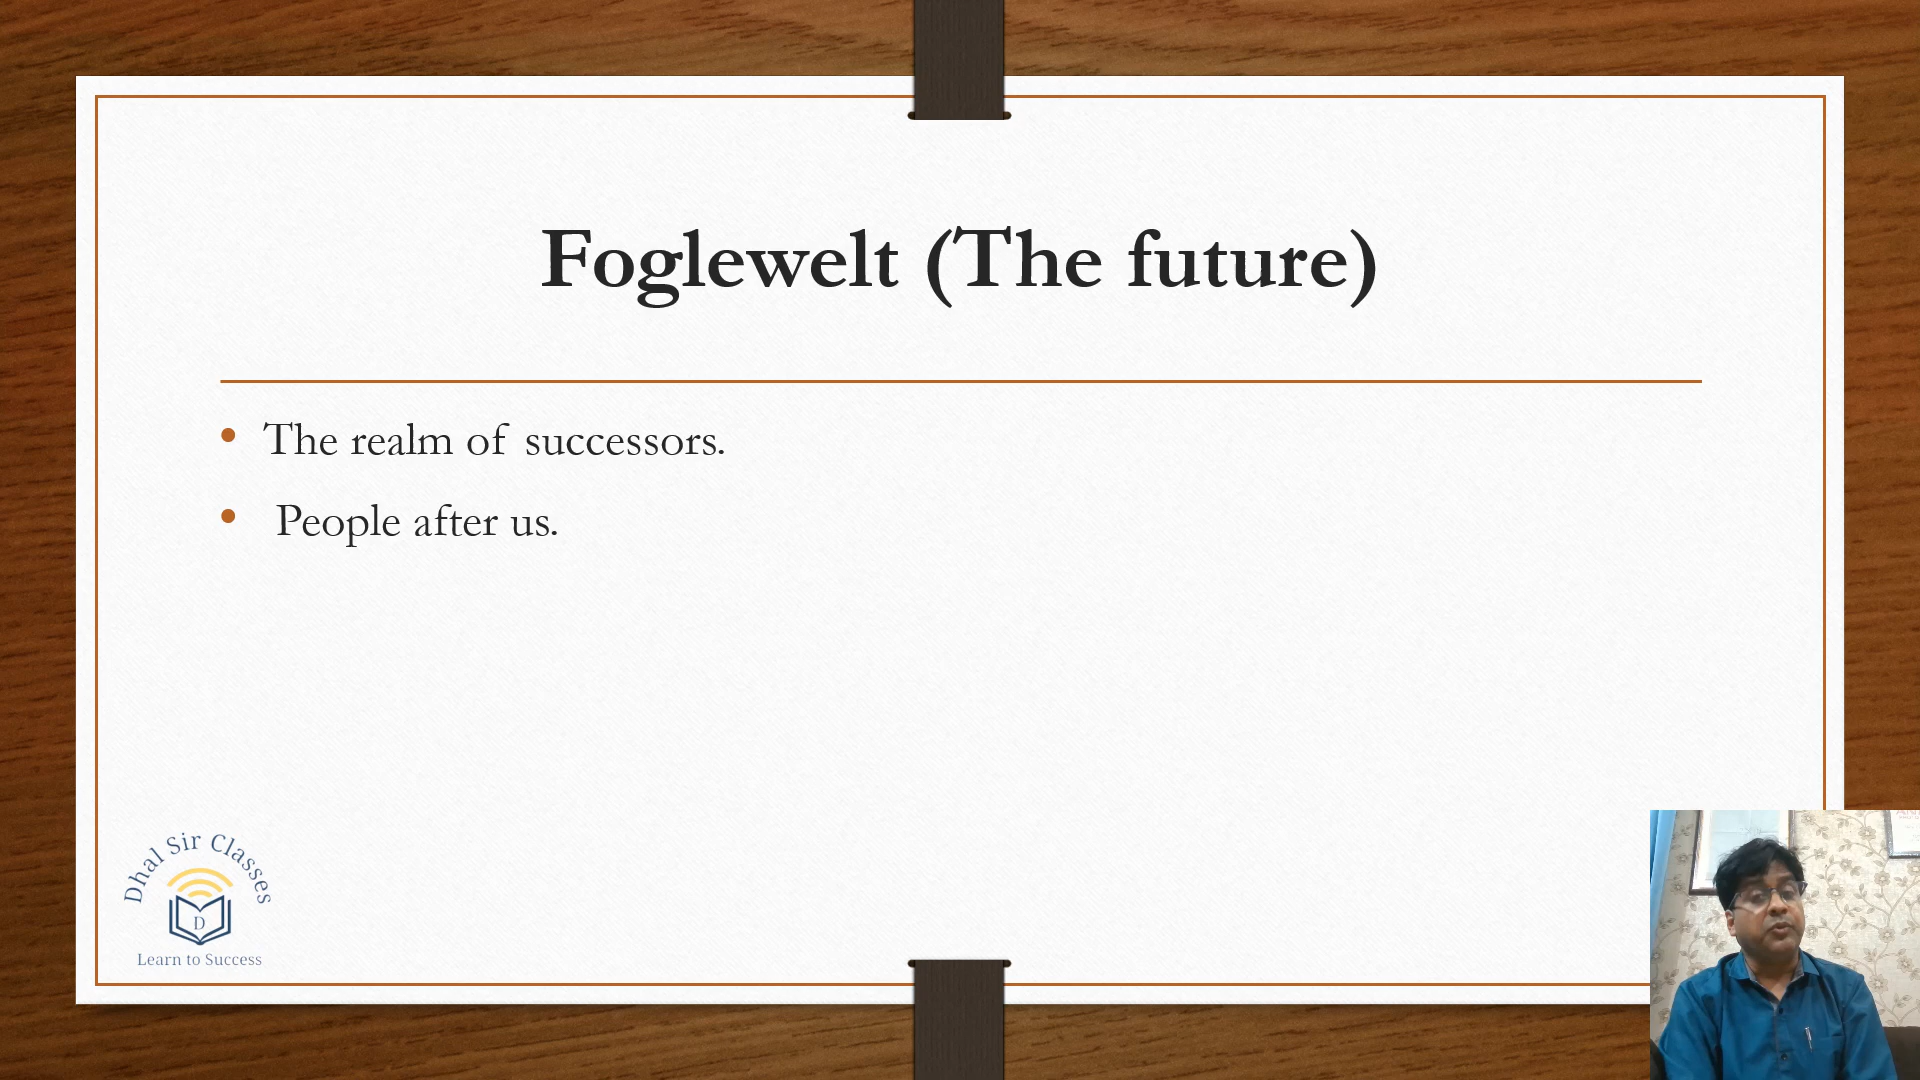 Foglewelt (The future)
• The realm of successors.
• People after us.
Dhal Sir Classes
D
Learn to Success